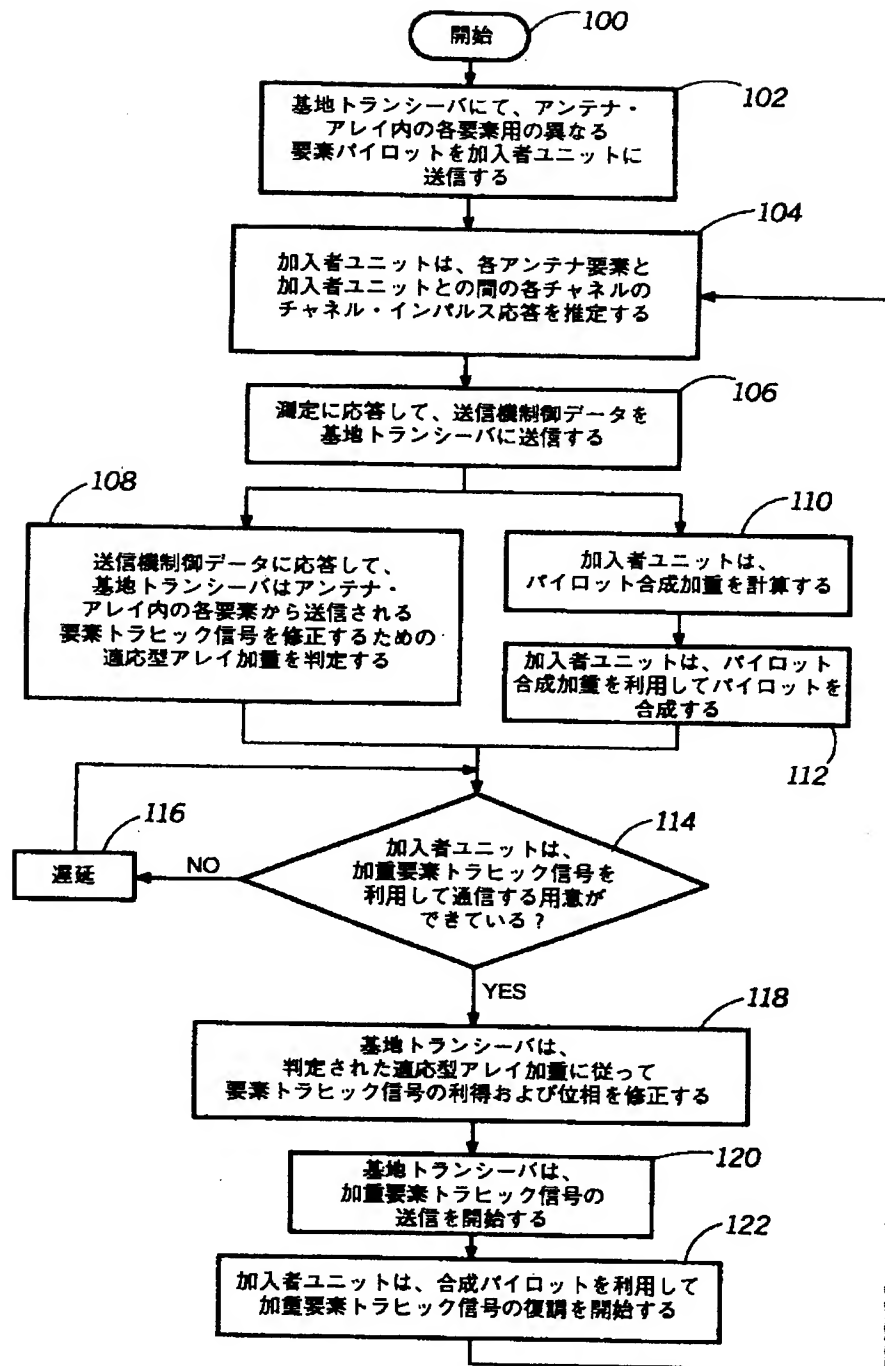 100
開始
102
基地トランシーバにて、アンテナ・
アレイ内の各要素用の異なる
要素パイロットを加入者ユニットに
送信する
104
加入者ユニットは、各アンテナ要素と
加入者ユニットとの間の各チャネルの
チャネル・インパルス応答を推定する
106
測定に応答して、送信機制御データを
基地トランシーバに送信する
108
送信機制御データに応答して、
基地トランシーバはアンテナ・
アレイ内の各要素から送信される
要素トラヒック信号を修正するための
適応型アレイ加重を判定する
110
加入者ユニットは、
パイロット合成加重を計算する
加入者ユニットは、パイロット
合成加重を利用してパイロットを
合成する
112
114
加入者ユニットは、
加重要素トラヒック信号を
利用して通信する用意が
できている?
116
遅延
NO
YES
118
基地トランシーバは、
判定された適応型アレイ加重に従って
要素トラヒック信号の利得および位相を修正する
120
基地トランシーバは、
加重要素トラヒック信号の
送信を開始する
122
加入者ユニットは、合成パイロットを利用して
加重要素トラヒック信号の復調を開始する